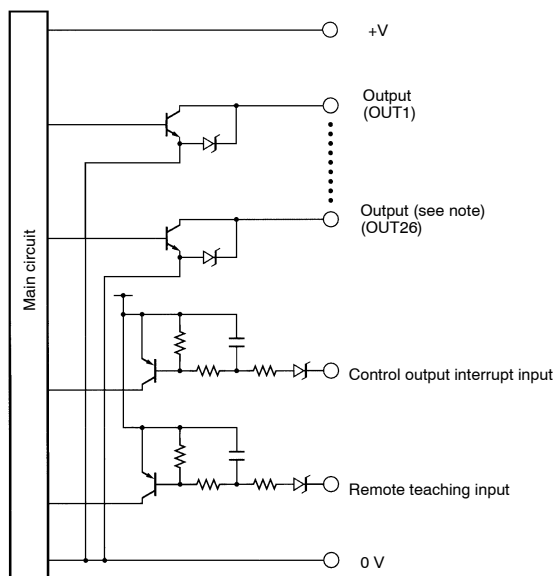 +V
Output
(OUT1)
Output (see note)
(OUT26)
Main circuit
Control output interrupt input
Remote teaching input
0 V